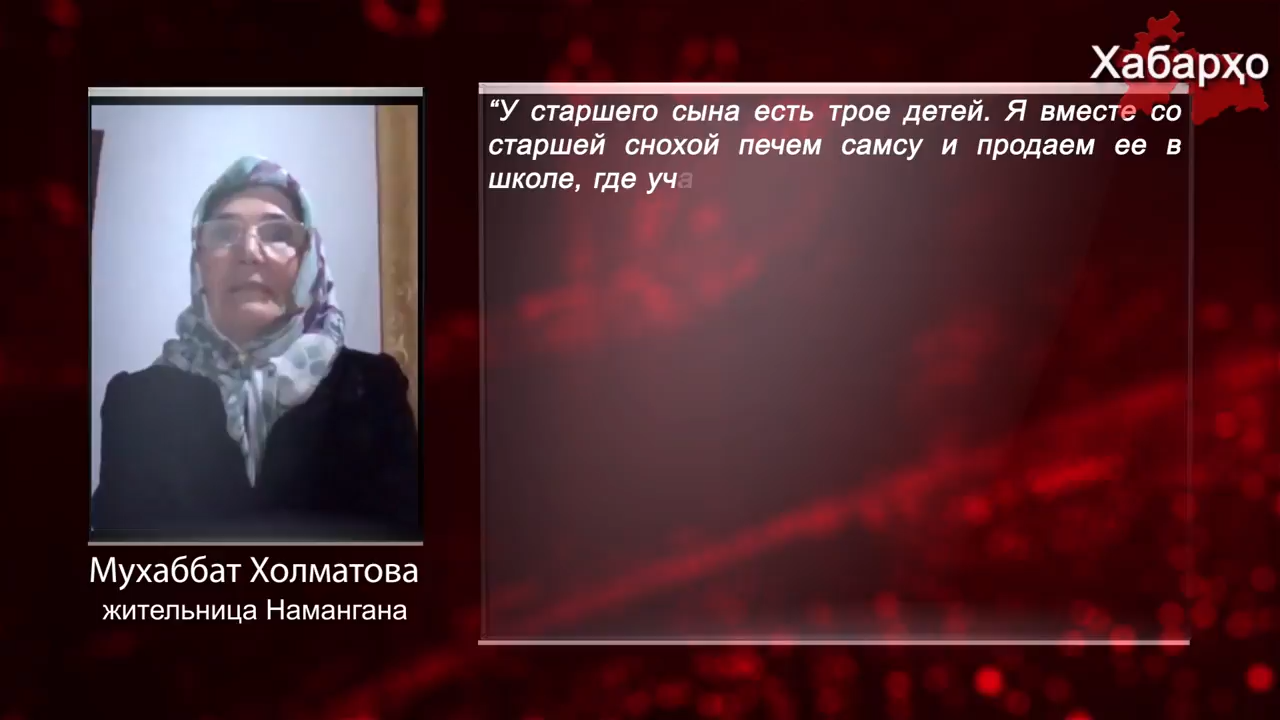 Хабарҳо
“У старшего сына есть трое детей. Я вместе со
старшей снохой печем самсу и продаем ее в
школе, где уча
Мухаббат Холматова
жительница Намангана